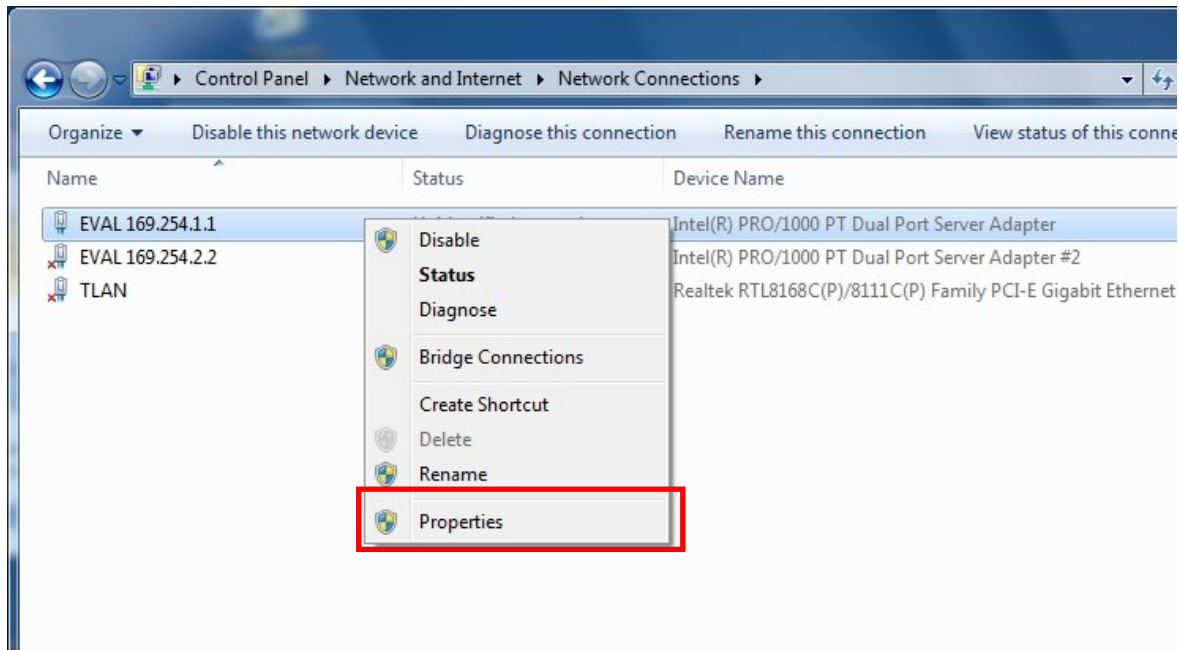 Control Panel Network and Internet Network Connections
Organize Disable this network device Diagnose this connection Rename this connection View status of this conne
Name Status Device Name
EVAL 169.254.1.1 Intel(R) PRO/1000 PT Dual Port Server Adapter
EVAL 169.254.2.2 Intel(R) PRO/1000 PT Dual Port Server Adapter #2
TLAN Realtek RTL8168C(P)/8111C(P) Family PCI-E Gigabit Ethernet
Disable
Status
Diagnose
Bridge Connections
Create Shortcut
Delete
Rename
Properties